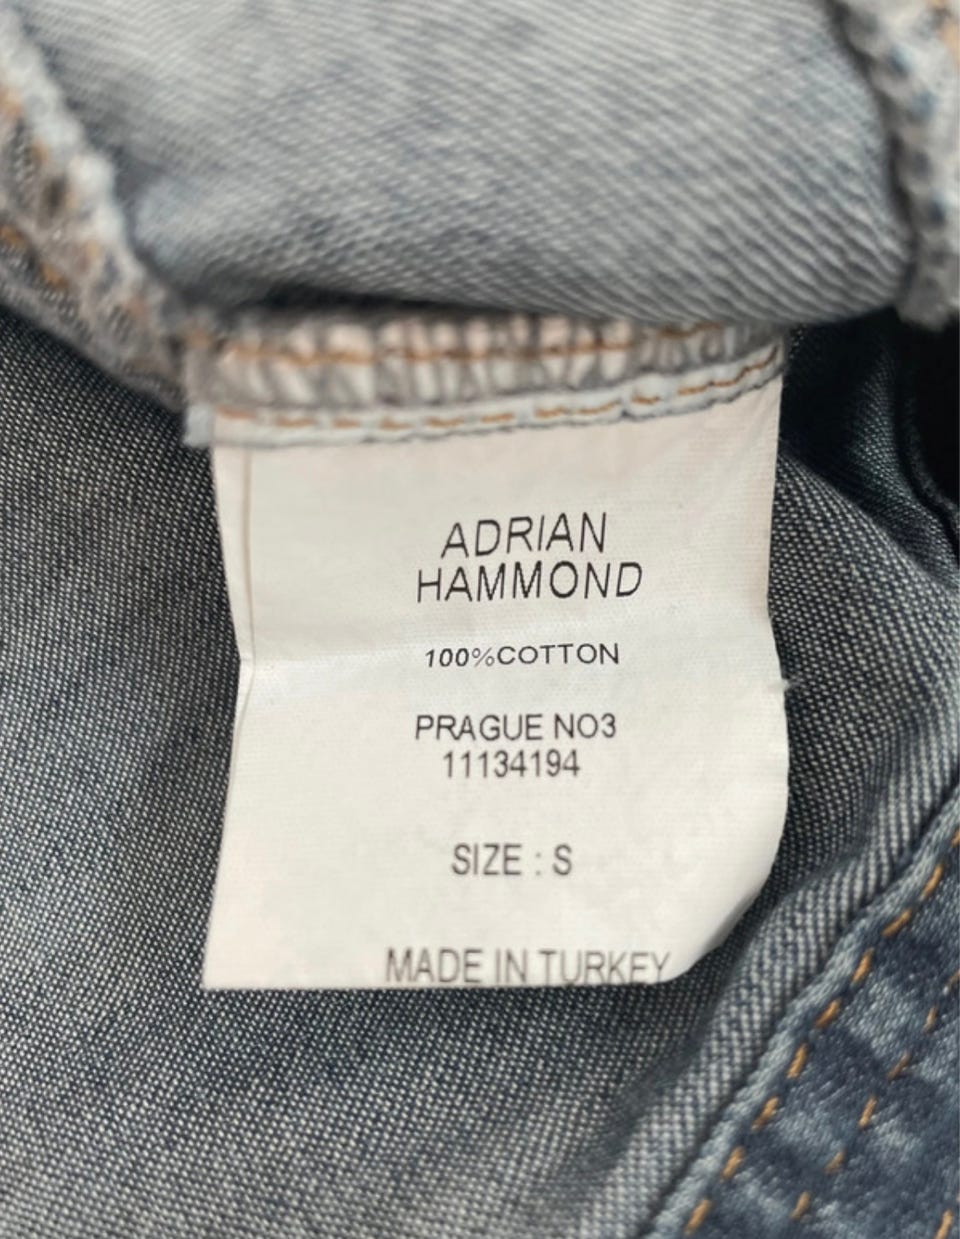 ADRIAN
HAMMOND
100%COTTON
PRAGUE NO3
11134194
SIZE : S
MADE IN TURKEY